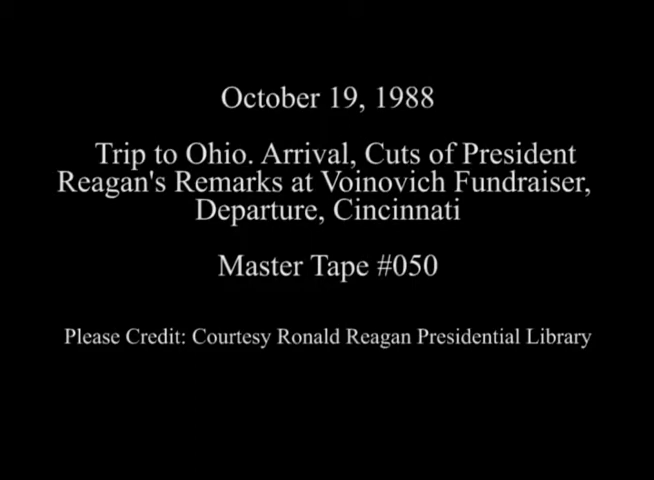 October 19, 1988
Trip to Ohio. Arrival, Cuts of President
Reagan's Remarks at Voinovich Fundraiser,
Departure, Cincinnati
Master Tape #050
Please Credit: Courtesy Ronald Reagan Presidential Library